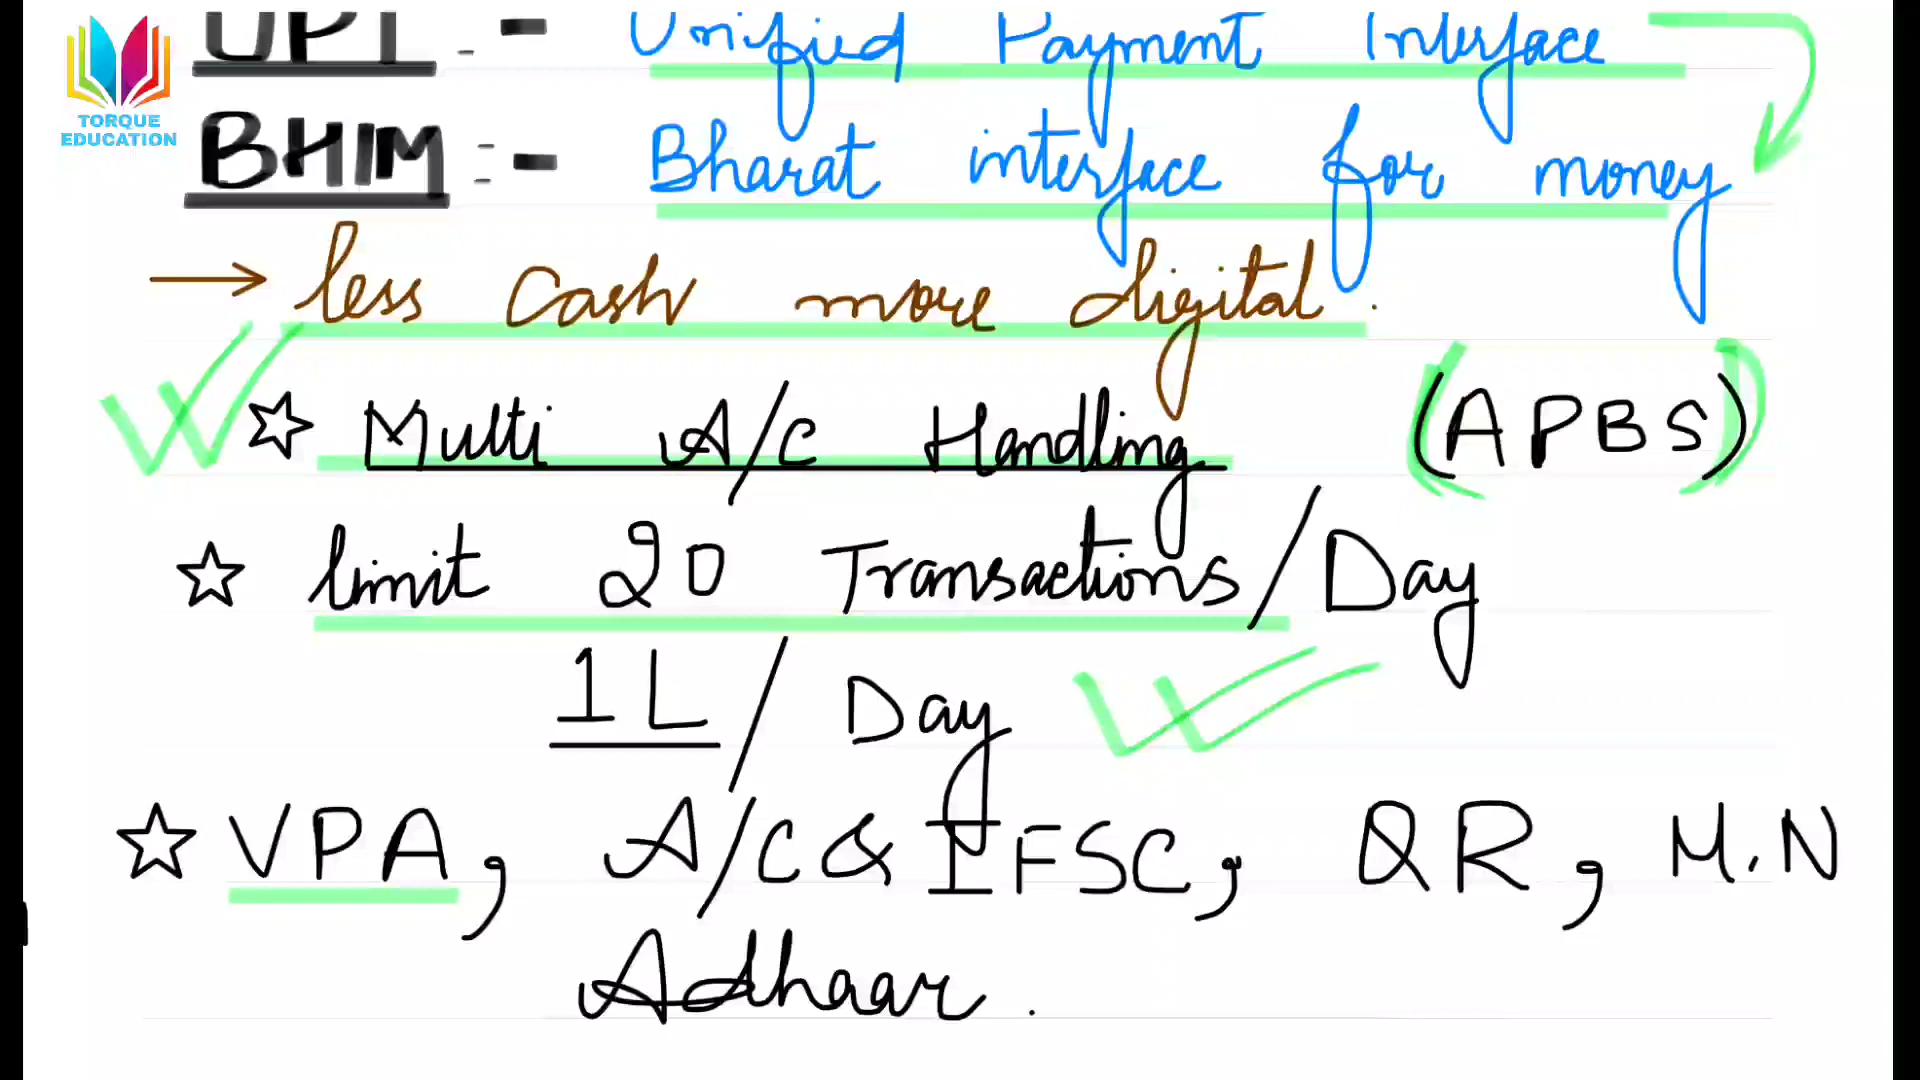 TORQUE
EDUCATION
UPI :- Unified Payment Interface
BHIM :- Bharat interface for money
→ less cash more digital.
☆ Multi A/C Handling (APBS)
☆ limit 20 Transactions/Day
1L/Day
☆ VPA, A/C & IFSC, QR, M.N
Adhaar.